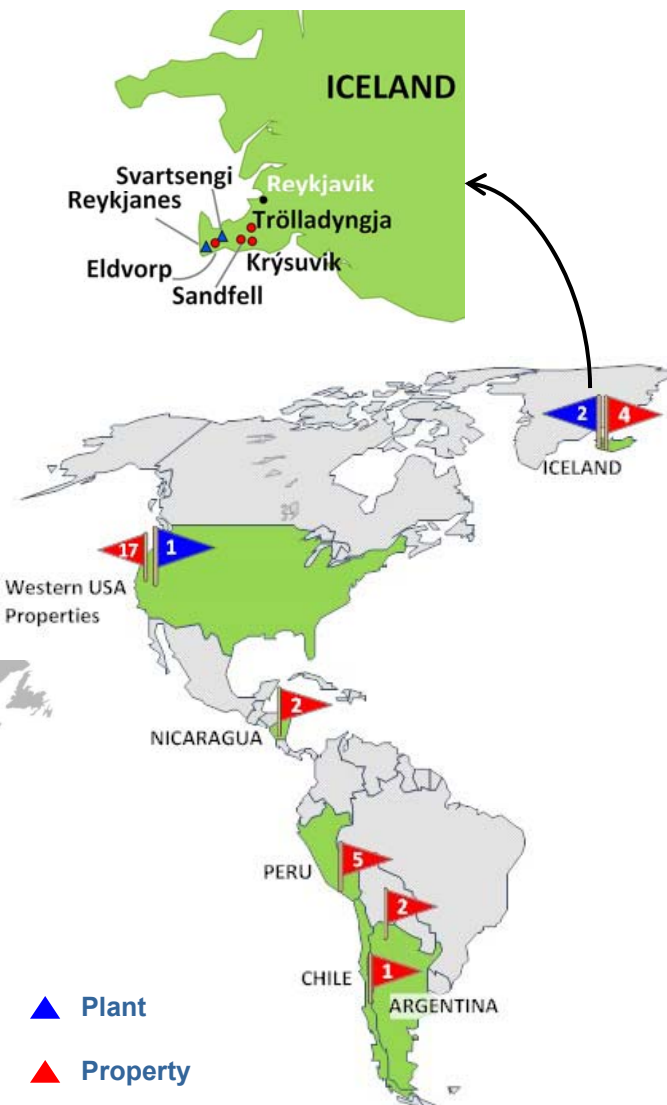 ICELAND
Svartsengi
Reykjavik
Reykjanes
Trölladyngja
Eldvorp
Krýsuvik
Sandfell
2
4
ICELAND
17
1
Western USA
Properties
2
NICARAGUA
5
PERU
2
1
CHILE
ARGENTINA
Plant
Property